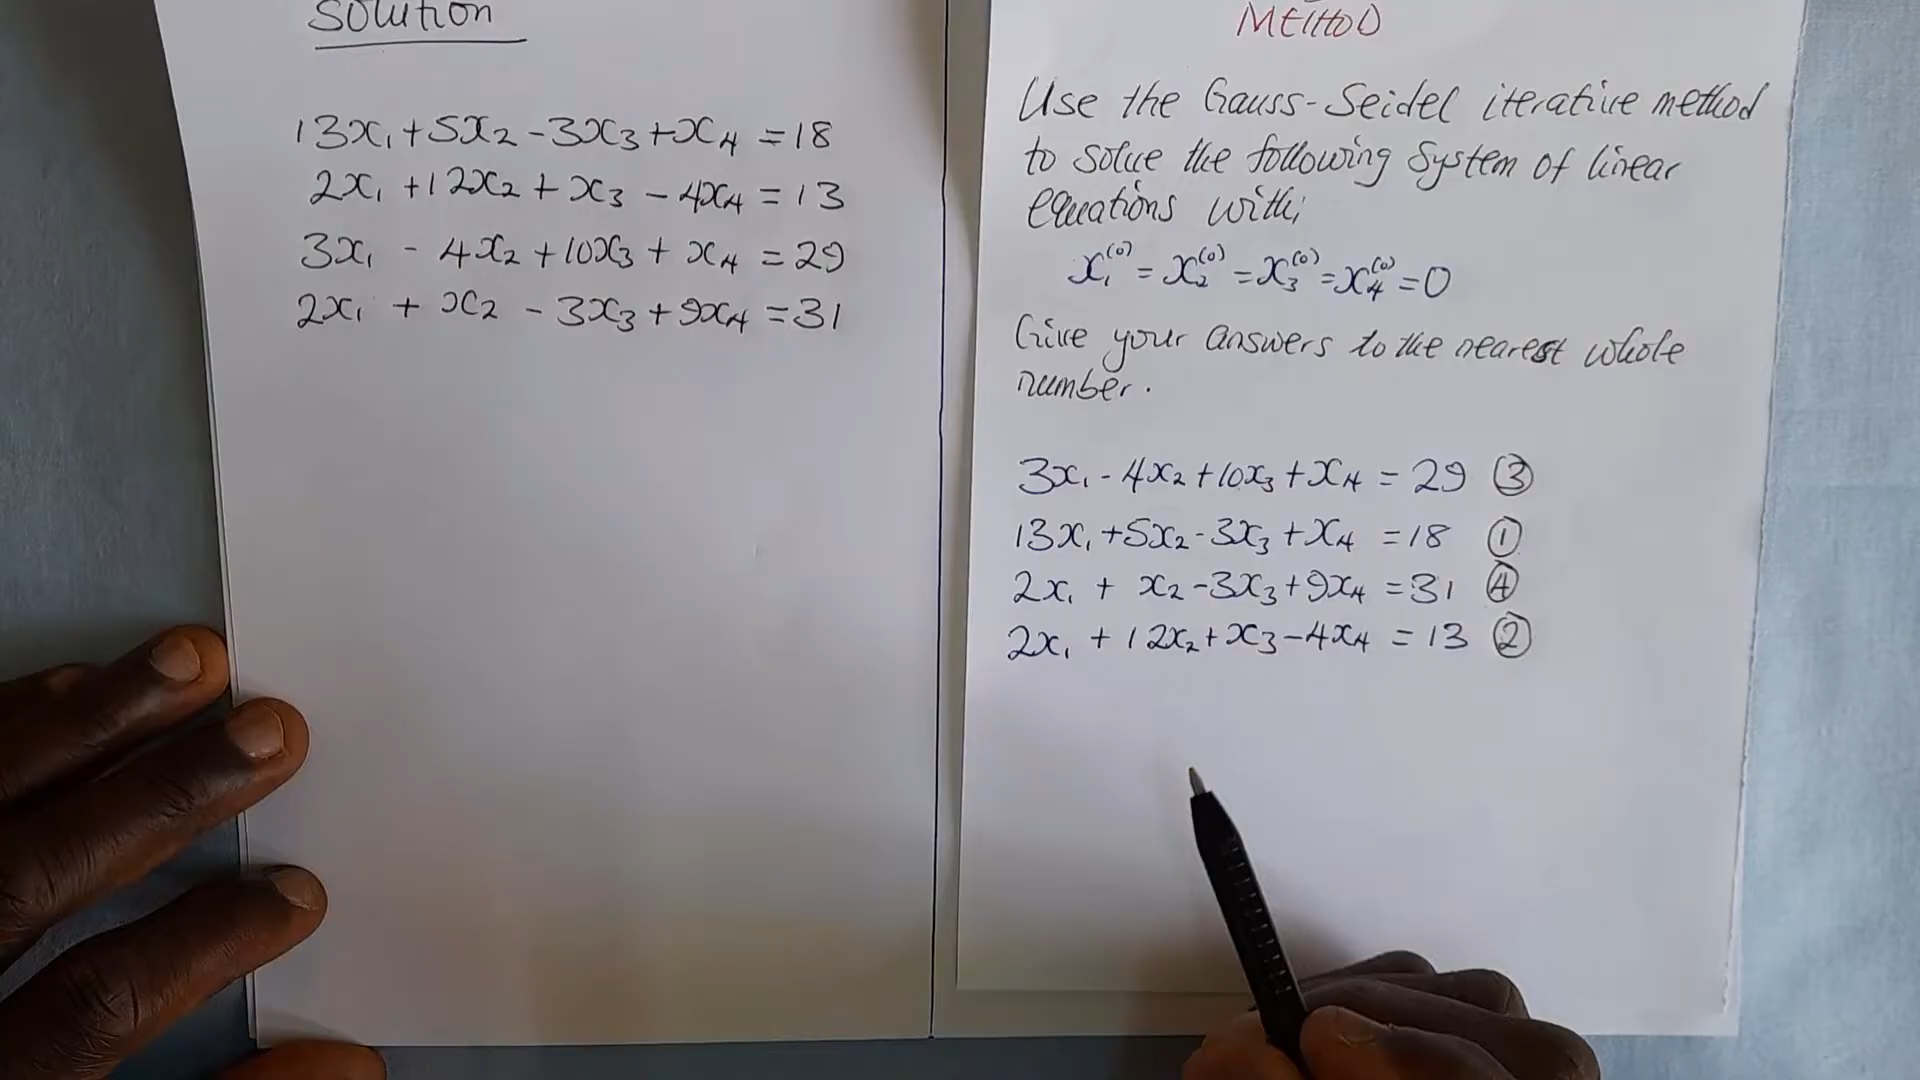 Solution
13x₁+5x₂-3x₃+x₄=18
2x₁+12x₂+x₃-4x₄=13
3x₁-4x₂+10x₃+x₄=29
2x₁+x₂-3x₃+9x₄=31
METHOD
Use the Gauss-Seidel iterative method
to solve the following system of linear
equations with;
x₁⁽⁰⁾=x₂⁽⁰⁾=x₃⁽⁰⁾=x₄⁽⁰⁾=0
Give your answers to the nearest whole
number.
3x₁-4x₂+10x₃+x₄=29 ③
13x₁+5x₂-3x₃+x₄=18 ①
2x₁+x₂-3x₃+9x₄=31 ④
2x₁+12x₂+x₃-4x₄=13 ②